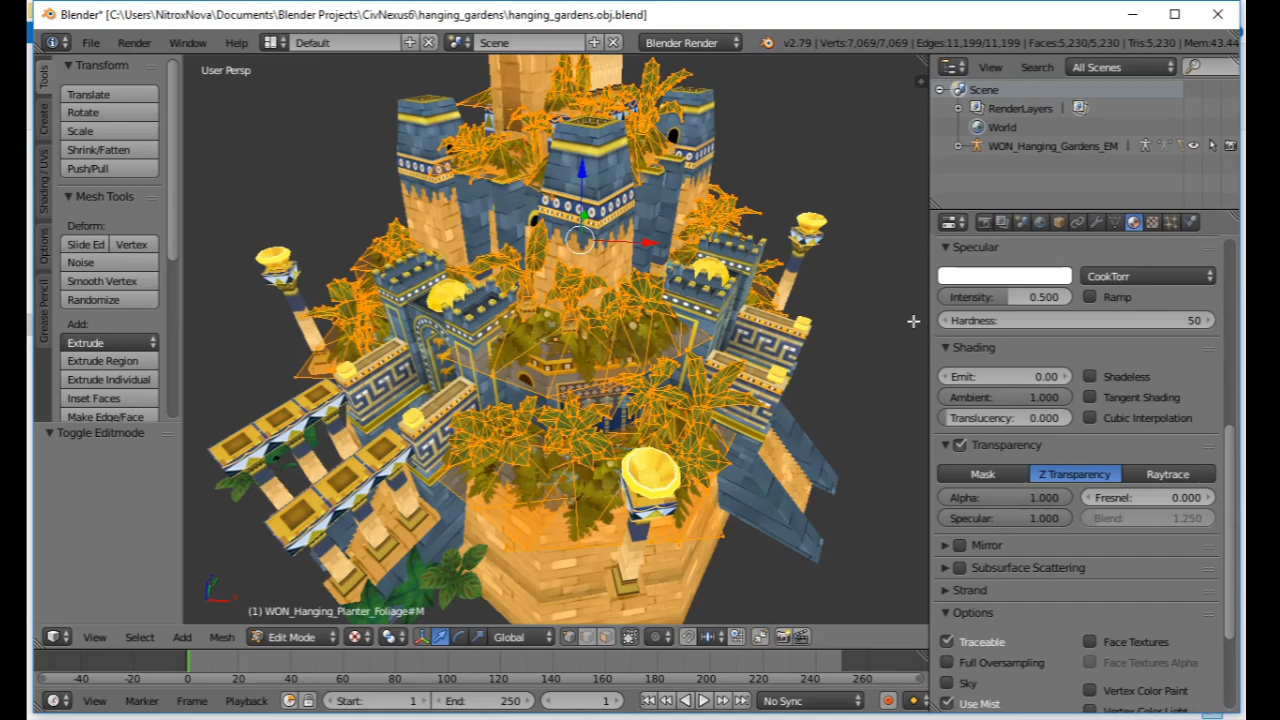 Blender* [C:\Users\NitroxNova\Documents\Blender Projects\CivNexus6\hanging_gardens\hanging_gardens.obj.blend]
File Render Window Help Default Scene Blender Render v2.79 | Verts:7,069/7,069 | Edges:11,199/11,199 | Faces:5,230/5,230 | Tris:5,230 | Mem:43.44
Tools
Create
Shading / UVs
Options
Grease Pencil
Transform
Translate
Rotate
Scale
Shrink/Fatten
Push/Pull
Mesh Tools
Deform:
Slide Ed Vertex
Noise
Smooth Vertex
Randomize
Add:
Extrude
Extrude Region
Extrude Individual
Inset Faces
Make Edge/Face
Toggle Editmode
User Persp
(1) WON_Hanging_Planter_Foliage#M
View Select Add Mesh Edit Mode Global
View Search All Scenes
Scene
RenderLayers
World
WON_Hanging_Gardens_EM
Specular
CookTorr
Intensity: 0.500 Ramp
Hardness: 50
Shading
Emit: 0.00 Shadeless
Ambient: 1.000 Tangent Shading
Translucency: 0.000 Cubic Interpolation
Transparency
Mask Z Transparency Raytrace
Alpha: 1.000 Fresnel: 0.000
Specular: 1.000 Blend: 1.250
Mirror
Subsurface Scattering
Strand
Options
Traceable Face Textures
Full Oversampling Face Textures Alpha
Sky Vertex Color Paint
Use Mist Vertex Color Light
-40 -20 0 20 40 60 80 100 120 140 160 180 200 220 240 260
View Marker Frame Playback Start: 1 End: 250 1 No Sync